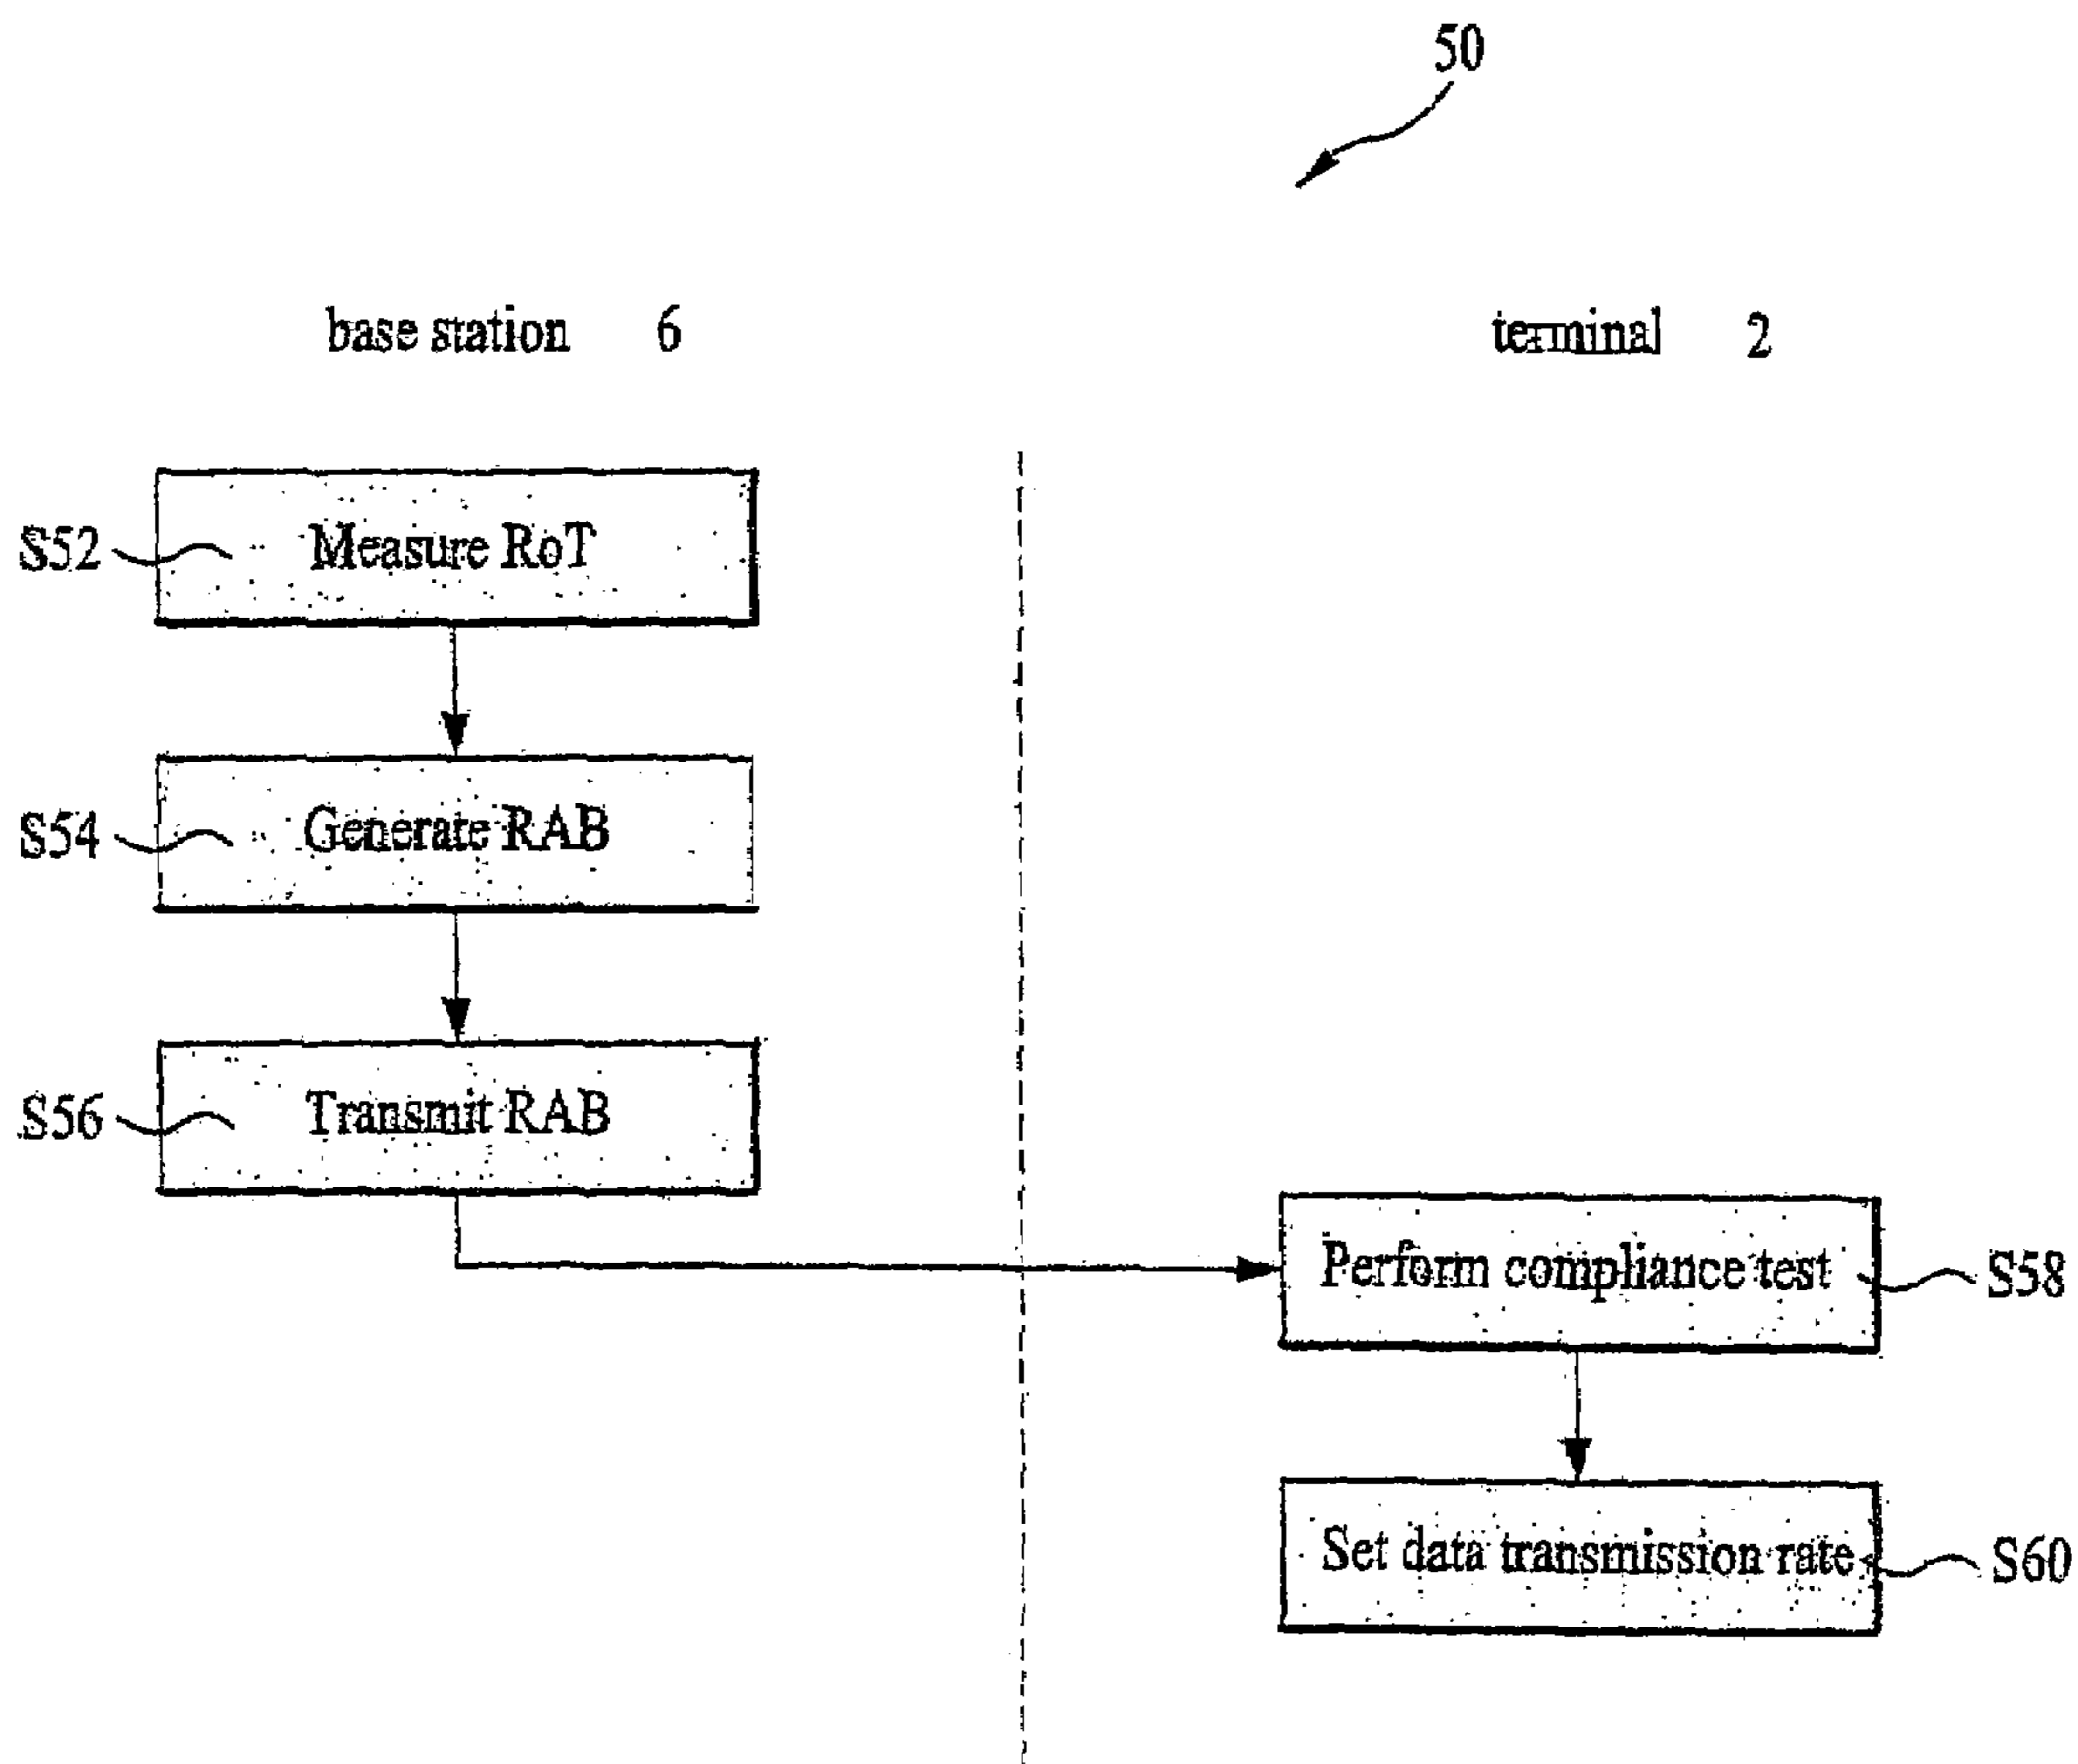 50
base station 6
terminal 2
S52 Measure RoT
S54 Generate RAB
S56 Transmit RAB
Perform compliance test S58
Set data transmission rate S60